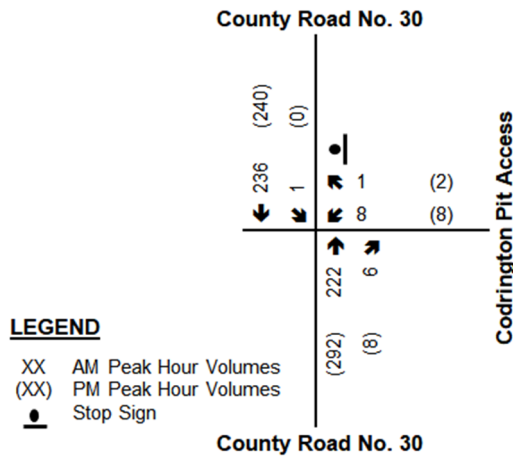 County Road No. 30
(240)
(0)
236
1
1 (2)
8 (8)
222
6
(292)
(8)
Codrington Pit Access
LEGEND
XX AM Peak Hour Volumes
(XX) PM Peak Hour Volumes
Stop Sign
County Road No. 30